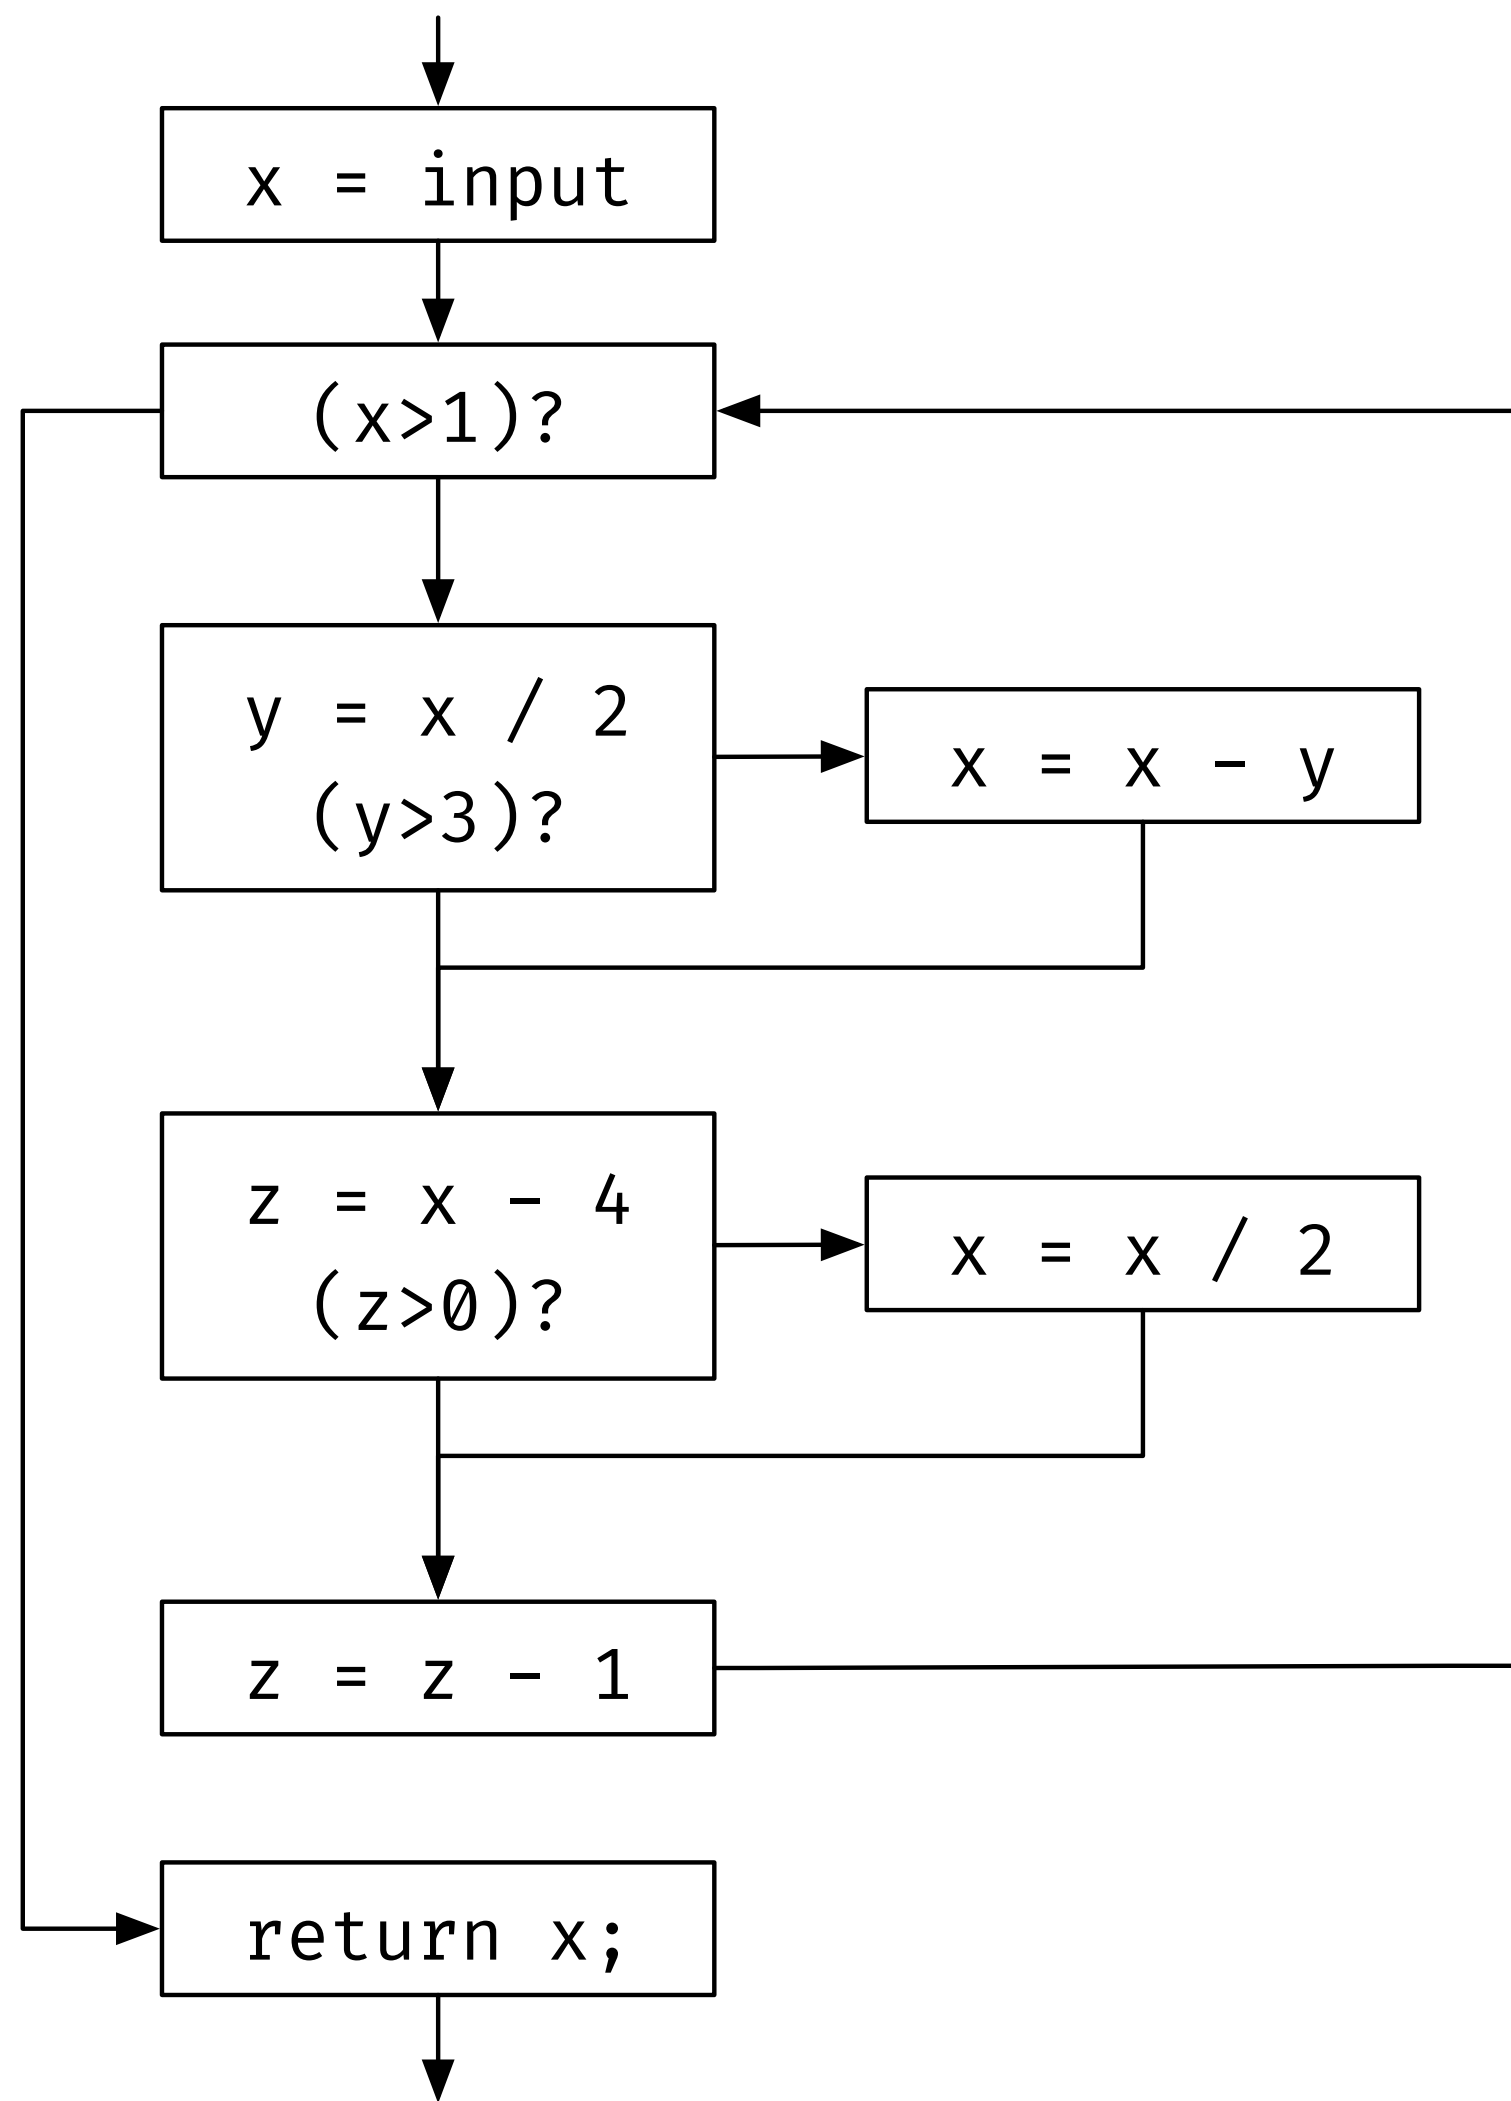 x = input
(x>1)?
y = x / 2
(y>3)?
x = x - y
z = x - 4
(z>0)?
x = x / 2
z = z - 1
return x;